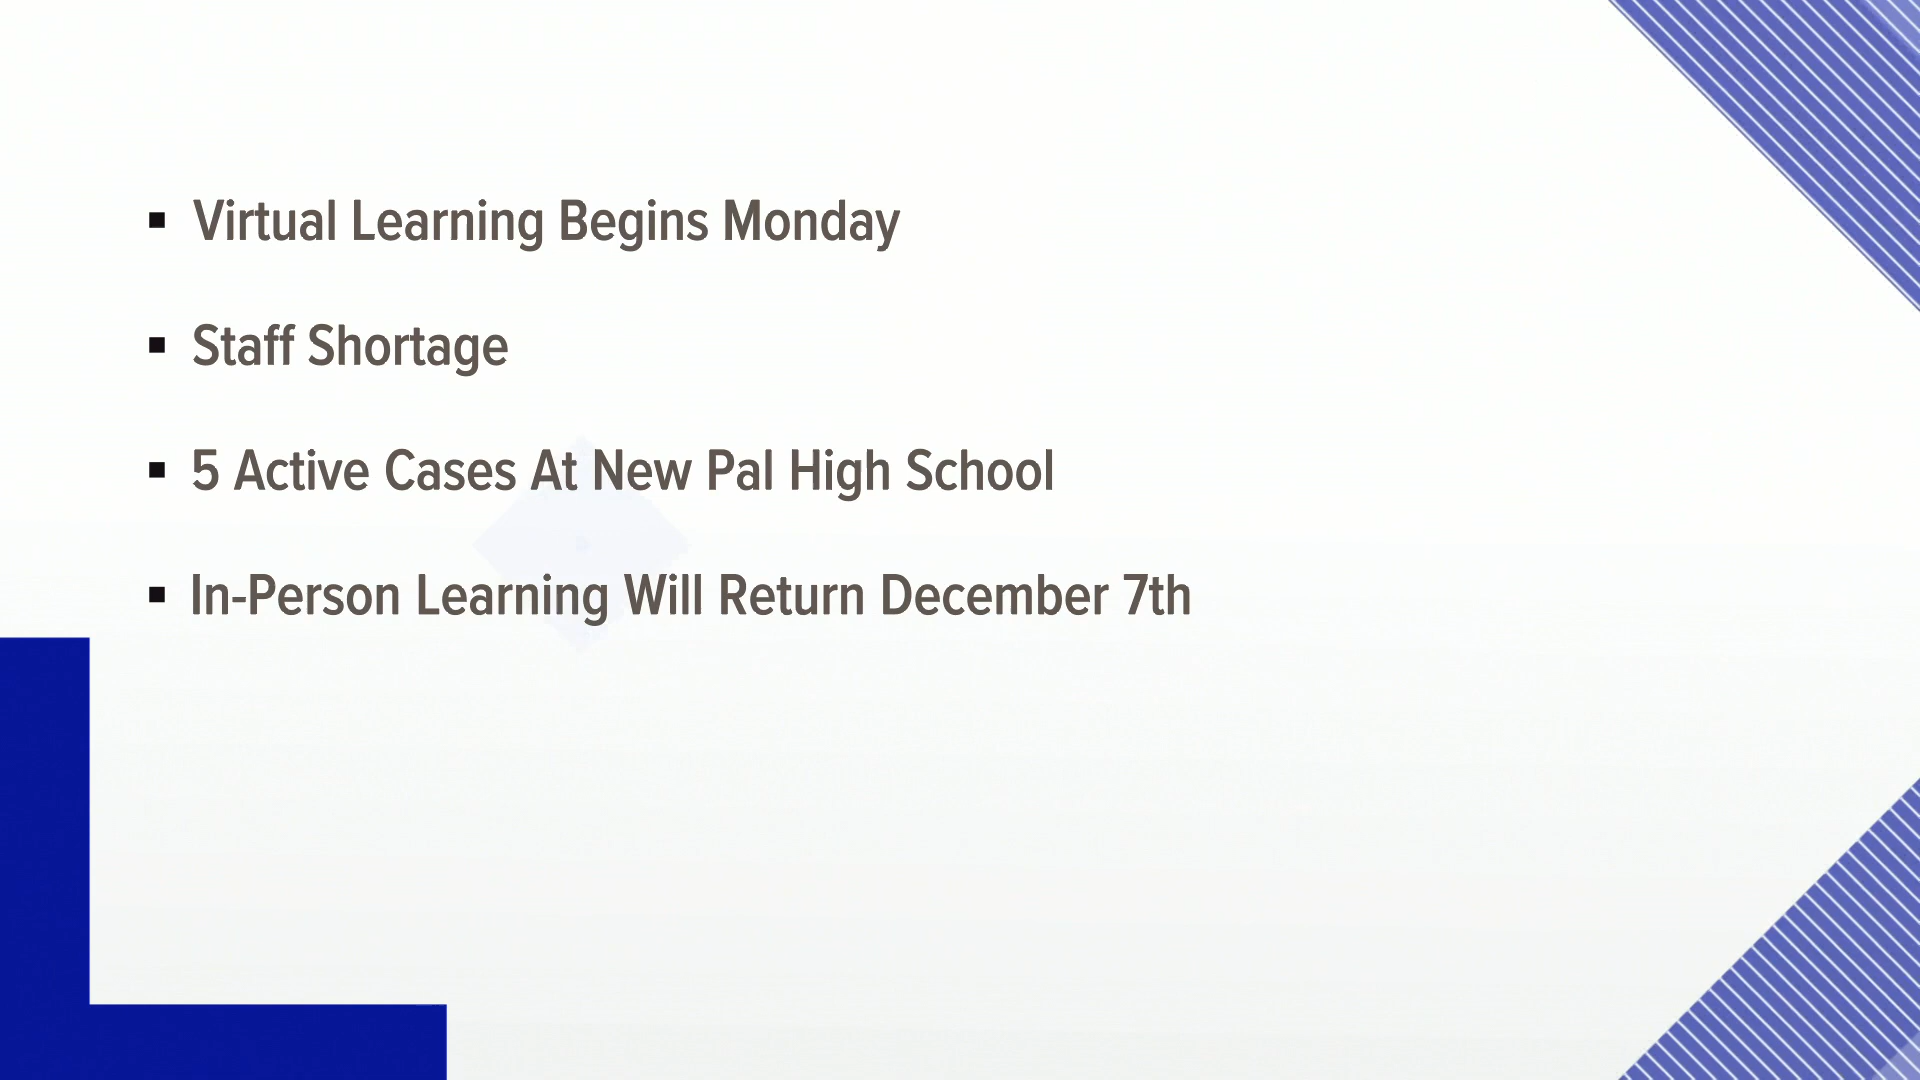 ▪ Virtual Learning Begins Monday
▪ Staff Shortage
▪ 5 Active Cases At New Pal High School
▪ In-Person Learning Will Return December 7th